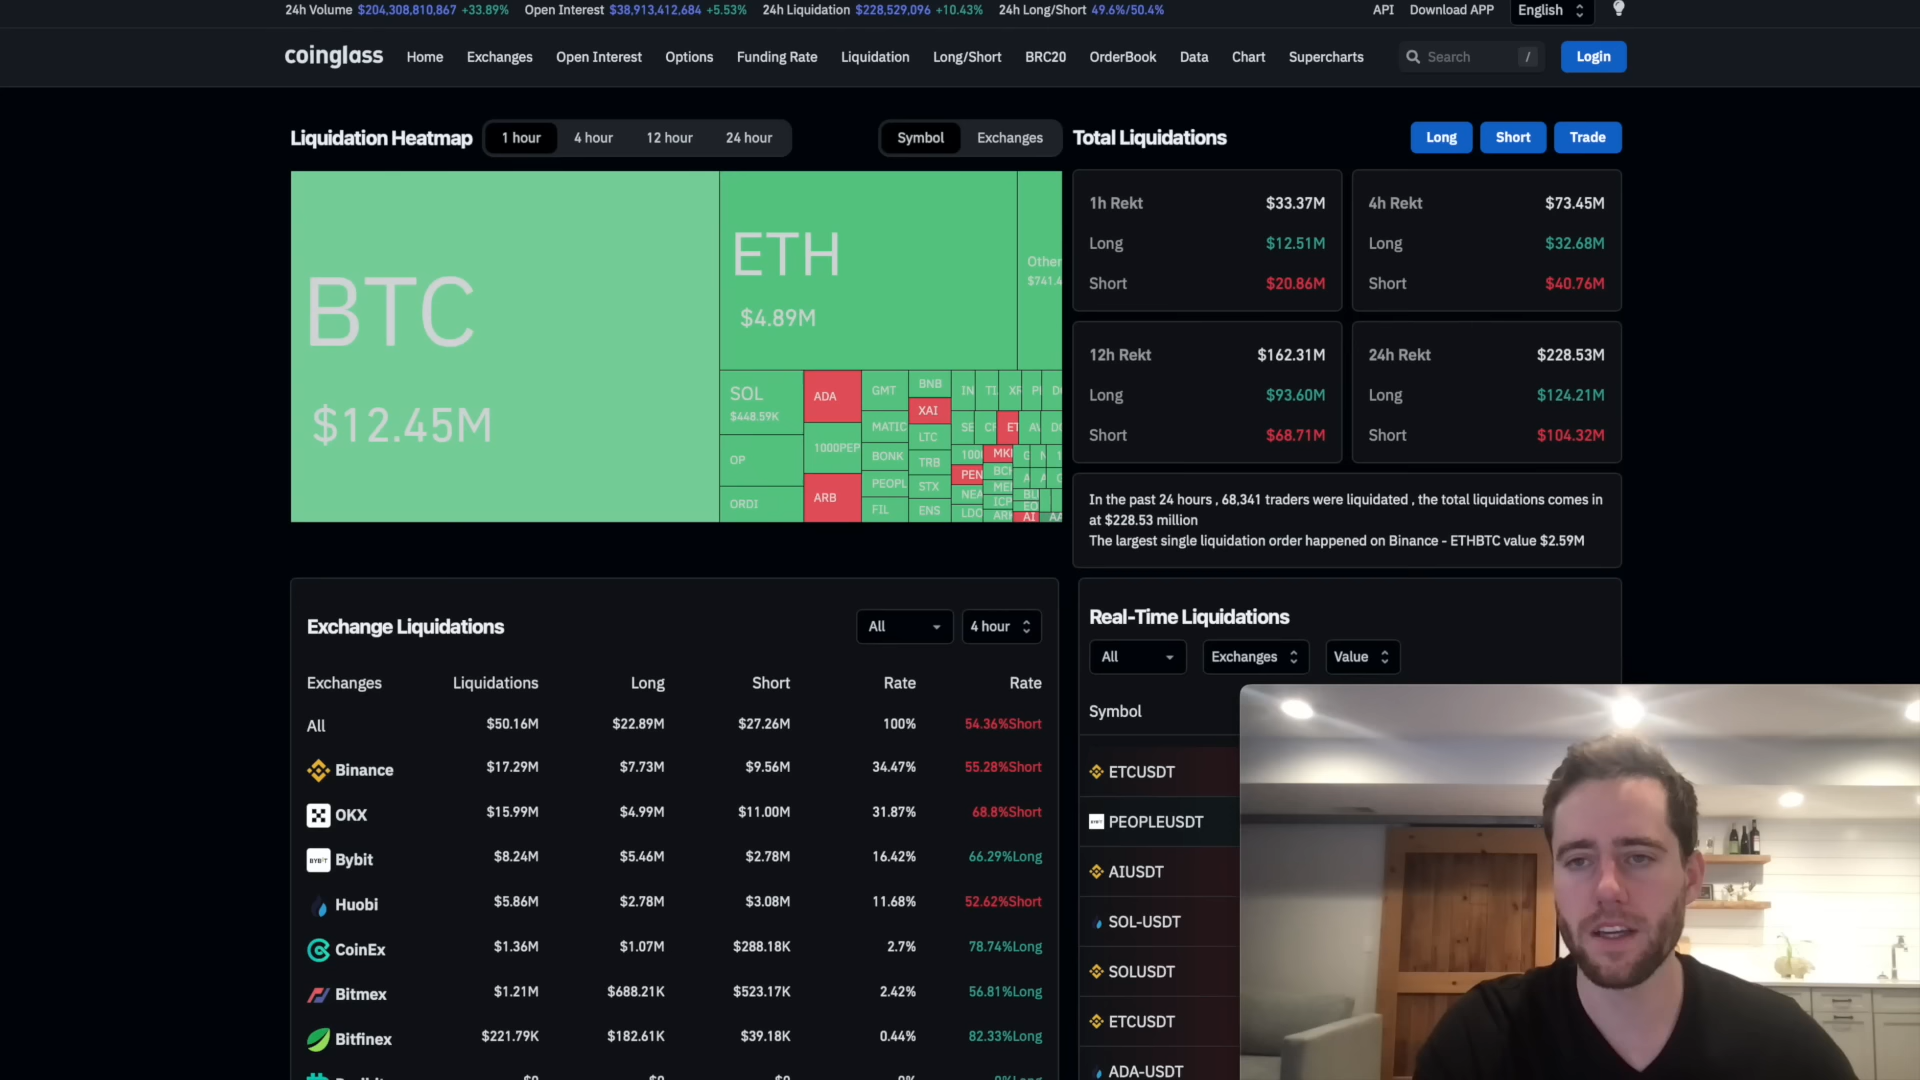 24h Volume $204,308,810,867 +33.89% Open Interest $38,913,412,684 +5.53% 24h Liquidation $228,529,096 +10.43% 24h Long/Short 49.6%/50.4% API Download APP English
coinglass Home Exchanges Open Interest Options Funding Rate Liquidation Long/Short BRC20 OrderBook Data Chart Supercharts Search / Login
Liquidation Heatmap 1 hour 4 hour 12 hour 24 hour Symbol Exchanges
BTC
$12.45M
ETH
$4.89M
Other
$741.4
SOL
$448.59K
OP
ORDI
ADA
1000PEP
ARB
GMT
MATIC
BONK
PEOPL
FIL
BNB
XAI
LTC
TRB
STX
ENS
IN
SE
PEN
NEA
LDO
MKI
Total Liquidations Long Short Trade
1h Rekt $33.37M
Long $12.51M
Short $20.86M
4h Rekt $73.45M
Long $32.68M
Short $40.76M
12h Rekt $162.31M
Long $93.60M
Short $68.71M
24h Rekt $228.53M
Long $124.21M
Short $104.32M
In the past 24 hours , 68,341 traders were liquidated , the total liquidations comes in
at $228.53 million
The largest single liquidation order happened on Binance - ETHBTC value $2.59M
Exchange Liquidations All 4 hour
Exchanges Liquidations Long Short Rate Rate
All $50.16M $22.89M $27.26M 100% 54.36%Short
Binance $17.29M $7.73M $9.56M 34.47% 55.28%Short
OKX $15.99M $4.99M $11.00M 31.87% 68.8%Short
Bybit $8.24M $5.46M $2.78M 16.42% 66.29%Long
Huobi $5.86M $2.78M $3.08M 11.68% 52.62%Short
CoinEx $1.36M $1.07M $288.18K 2.7% 78.74%Long
Bitmex $1.21M $688.21K $523.17K 2.42% 56.81%Long
Bitfinex $221.79K $182.61K $39.18K 0.44% 82.33%Long
Real-Time Liquidations
All Exchanges Value
Symbol
ETCUSDT
PEOPLEUSDT
AIUSDT
SOL-USDT
SOLUSDT
ETCUSDT
ADA-USDT